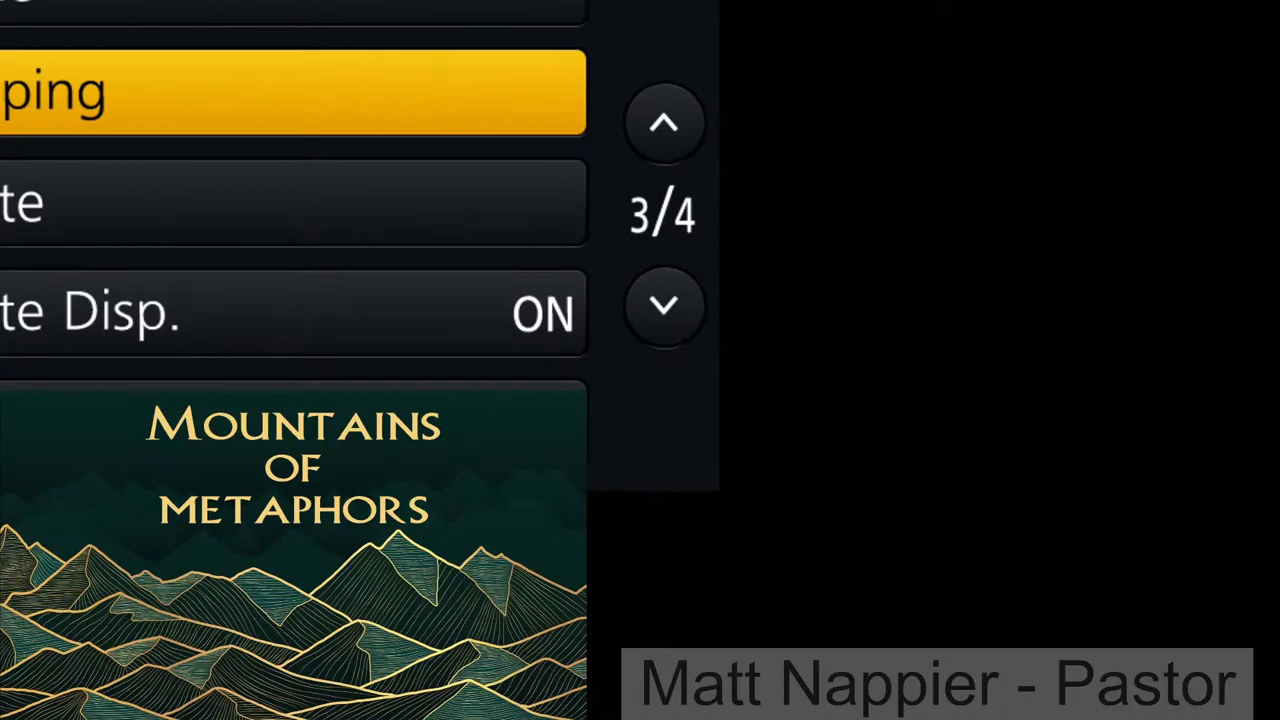 ping
te
3/4
te Disp. ON
MOUNTAINS
OF
METAPHORS
Matt Nappier - Pastor